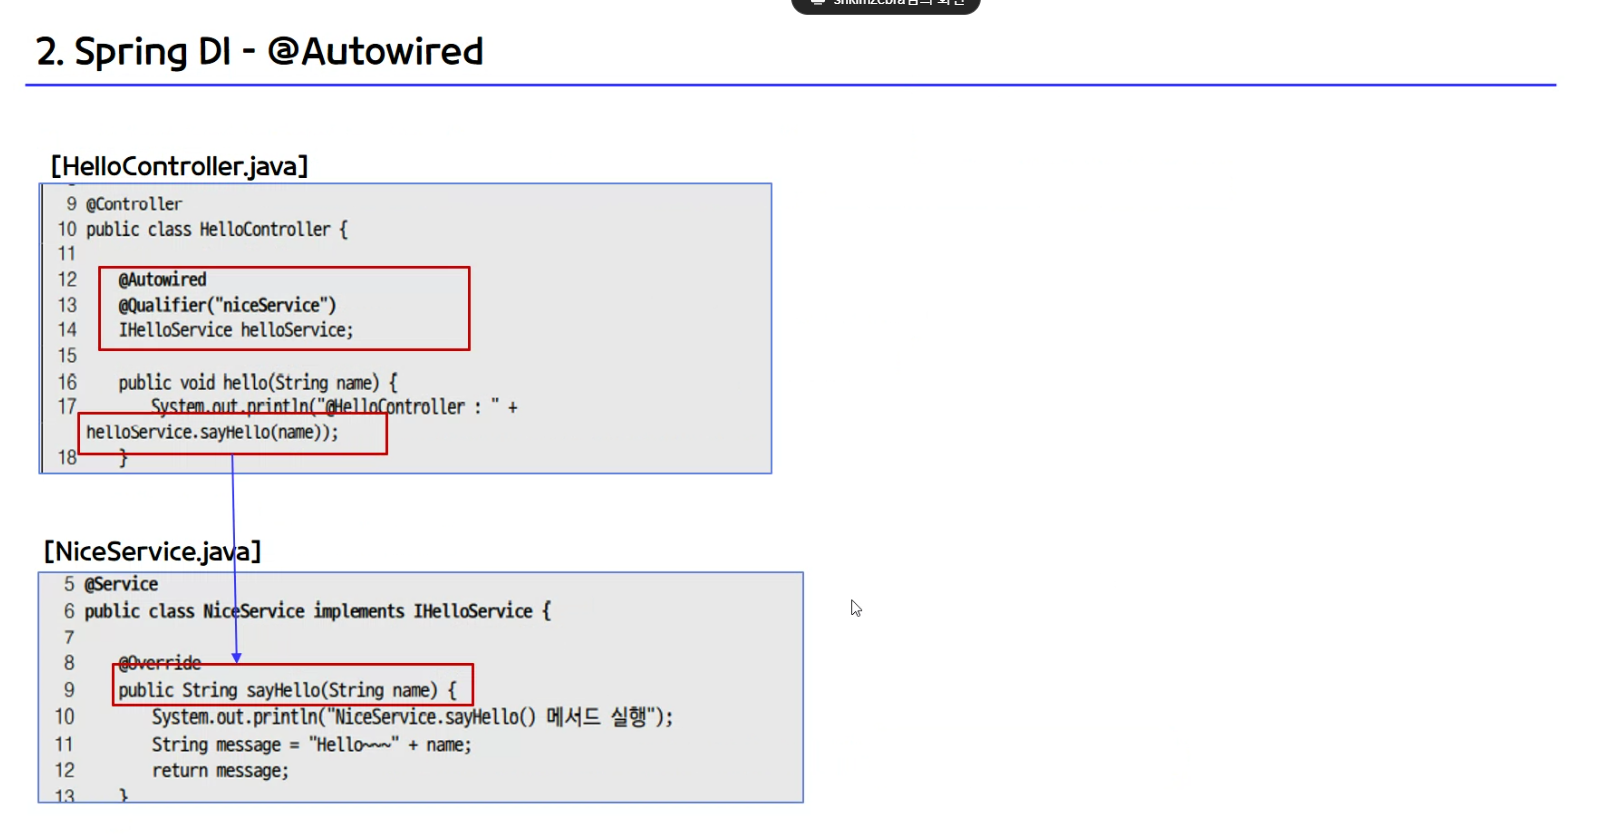 2. Spring DI - @Autowired
[HelloController.java]
9 @Controller
10 public class HelloController {
11
12 @Autowired
13 @Qualifier("niceService")
14 IHelloService helloService;
15
16 public void hello(String name) {
17 System.out.println("@HelloController : " +
helloService.sayHello(name));
18 }
[NiceService.java]
5 @Service
6 public class NiceService implements IHelloService {
7
8 @Override
9 public String sayHello(String name) {
10 System.out.println("NiceService.sayHello() 메서드 실행");
11 String message = "Hello~~~" + name;
12 return message;
13 }